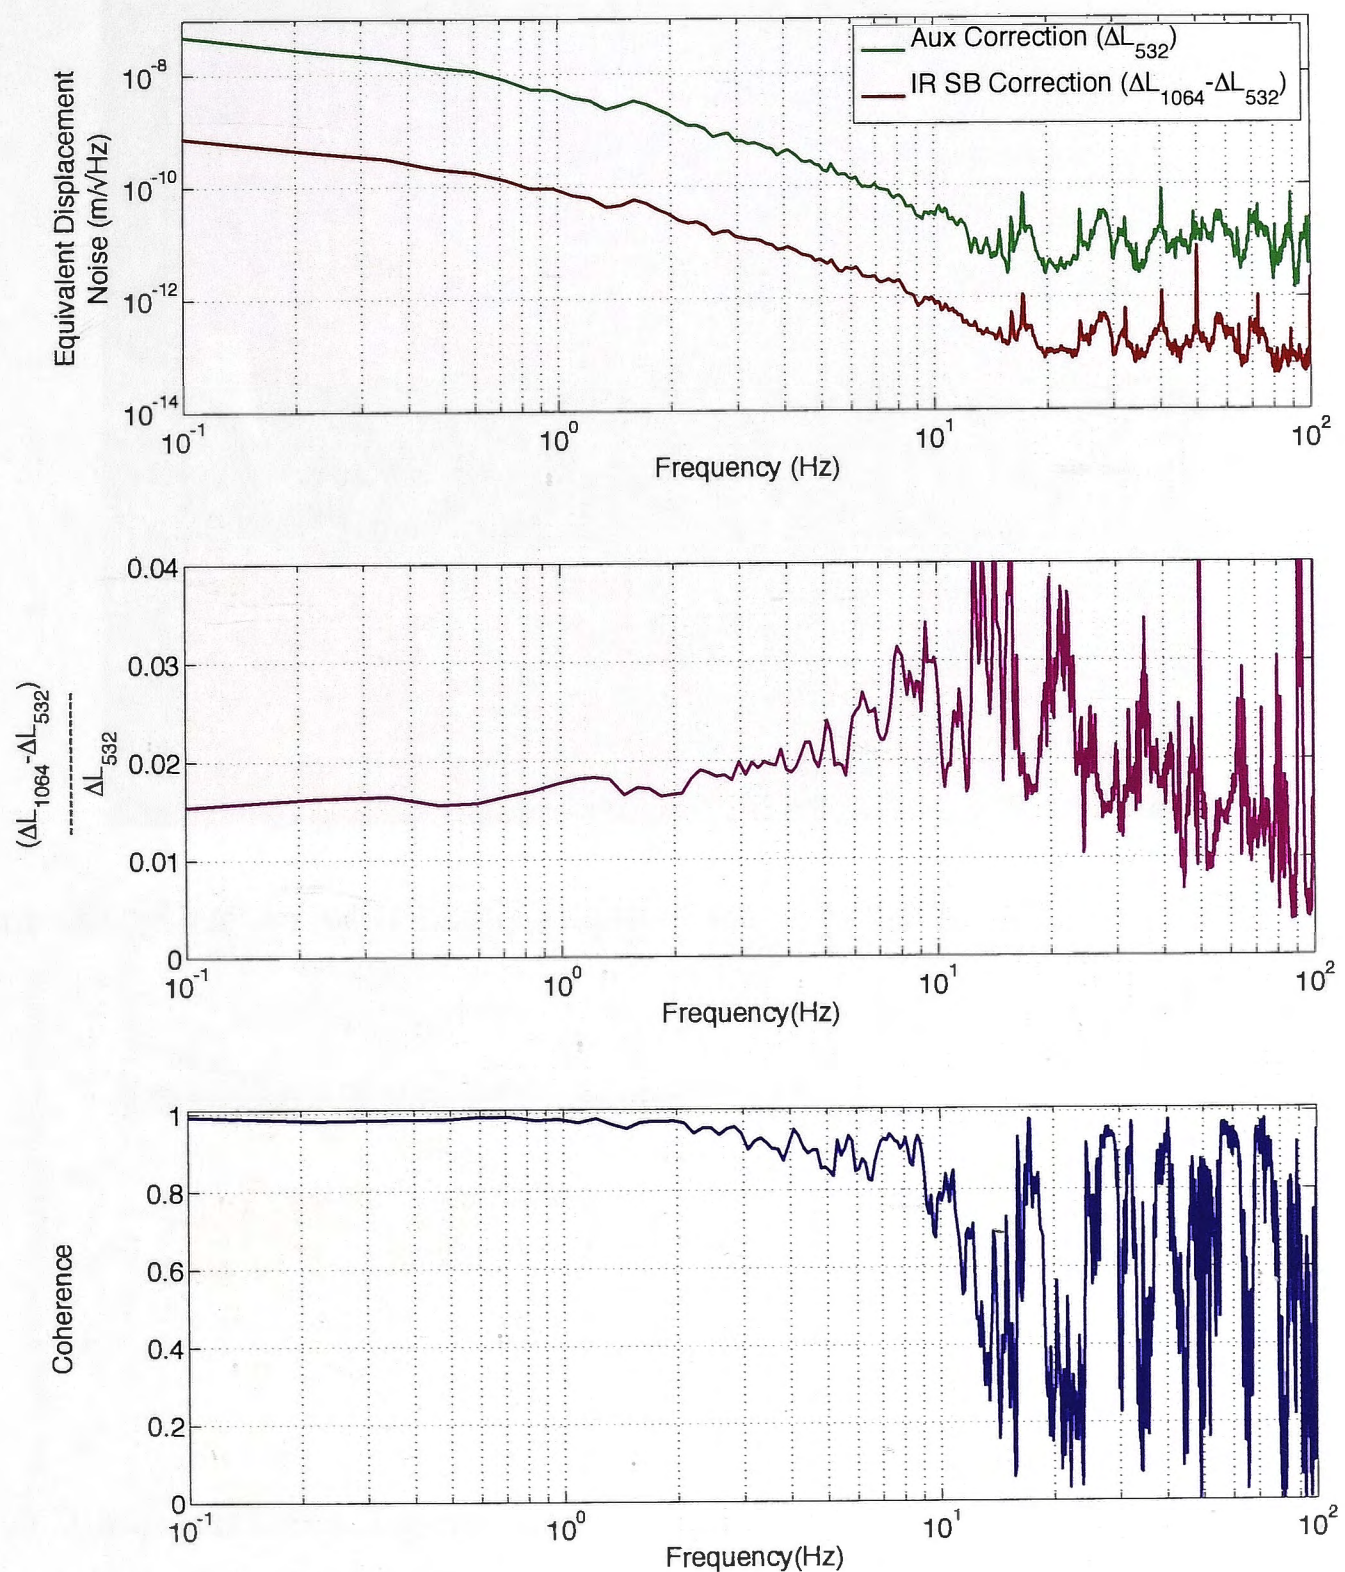 Aux Correction (ΔL532)
IR SB Correction (ΔL1064-ΔL532)
Equivalent Displacement
Noise (m/√Hz)
10-8
10-10
10-12
10-14
10-1 100 101 102
Frequency (Hz)
(ΔL1064-ΔL532)
------------
ΔL532
0.04
0.03
0.02
0.01
0
10-1 100 101 102
Frequency(Hz)
Coherence
1
0.8
0.6
0.4
0.2
0
10-1 100 101 102
Frequency(Hz)